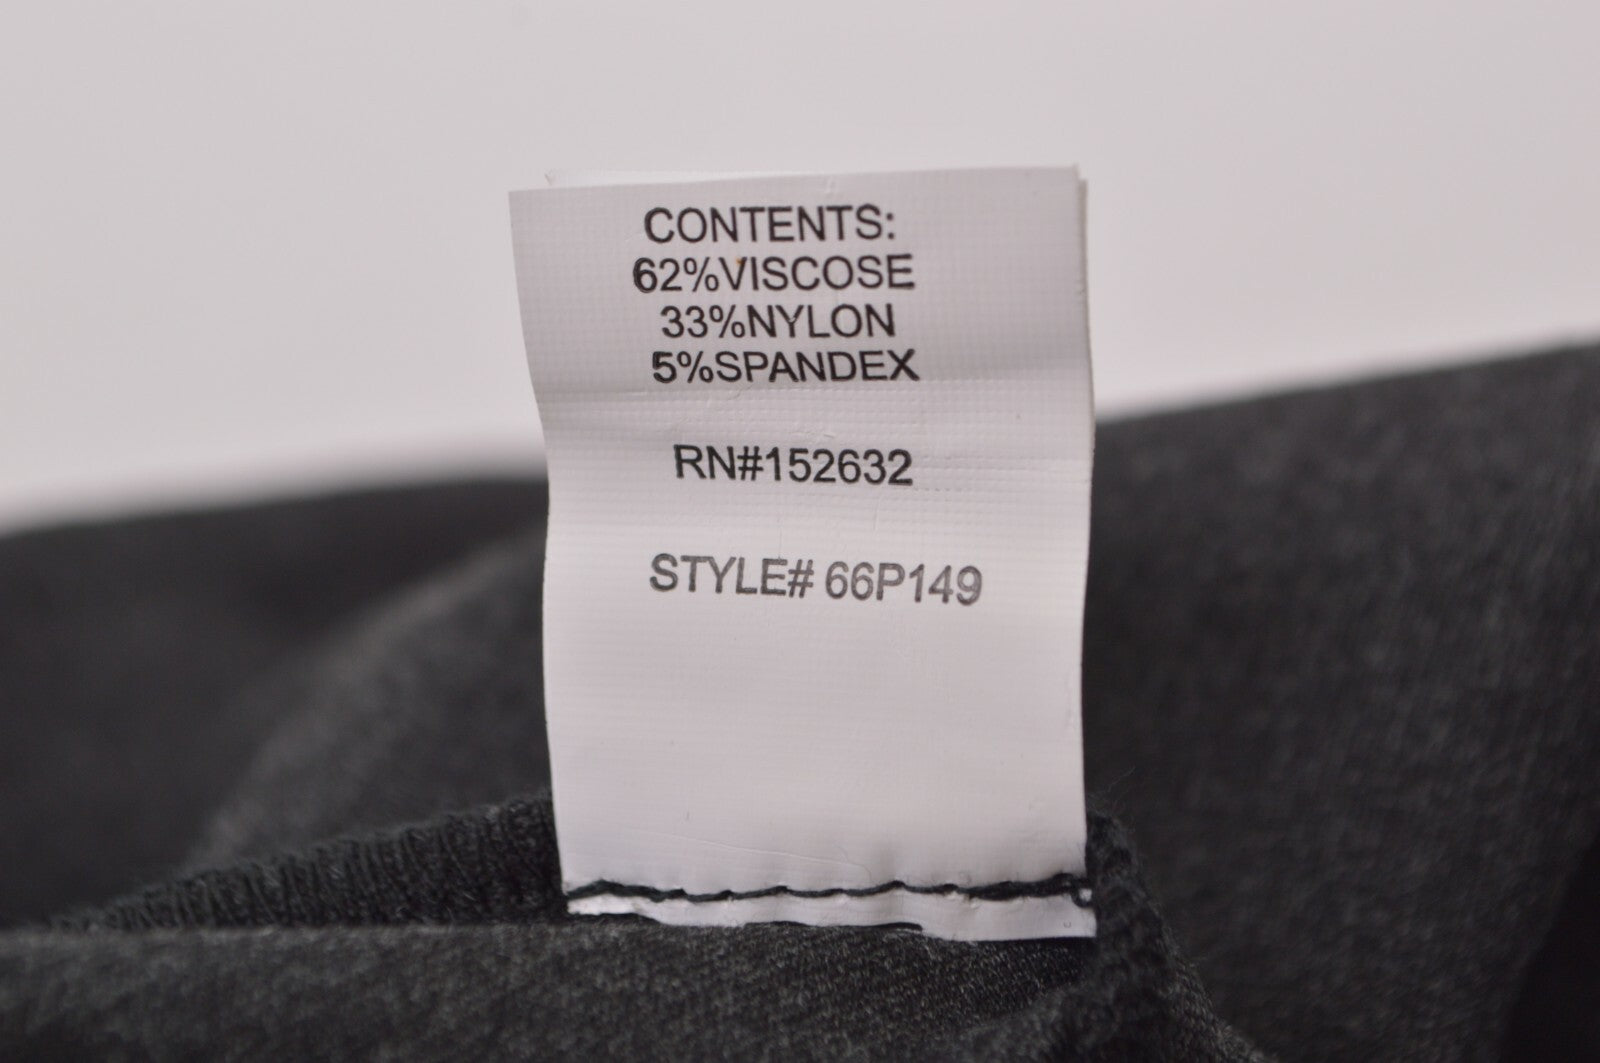 CONTENTS:
62%VISCOSE
33%NYLON
5%SPANDEX
RN#152632
STYLE# 66P149